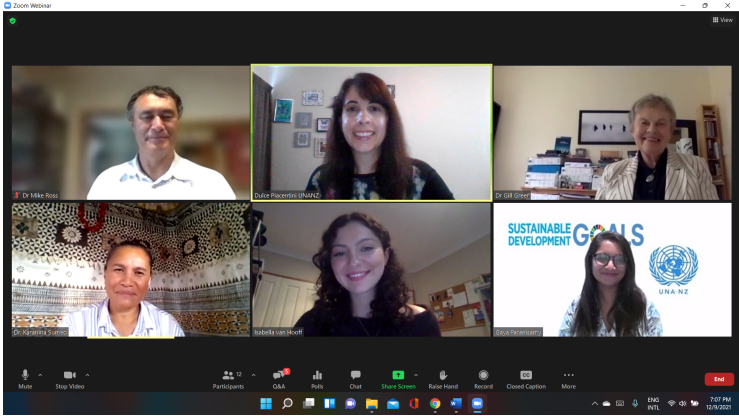 Zoom Webinar
View
Dr Mike Ross
Dulce Piacentini UNANZ
Dr Gill Greer
Isabella van Hooff
SUSTAINABLE
DEVELOPMENT
GOALS
UNA·NZ
Mute
Stop Video
Participants
12
Q&A
5
Polls
Chat
Share Screen
Raise Hand
Record
CC
Closed Caption
More
End
ENG
INTL
7:07 PM
12/9/2021